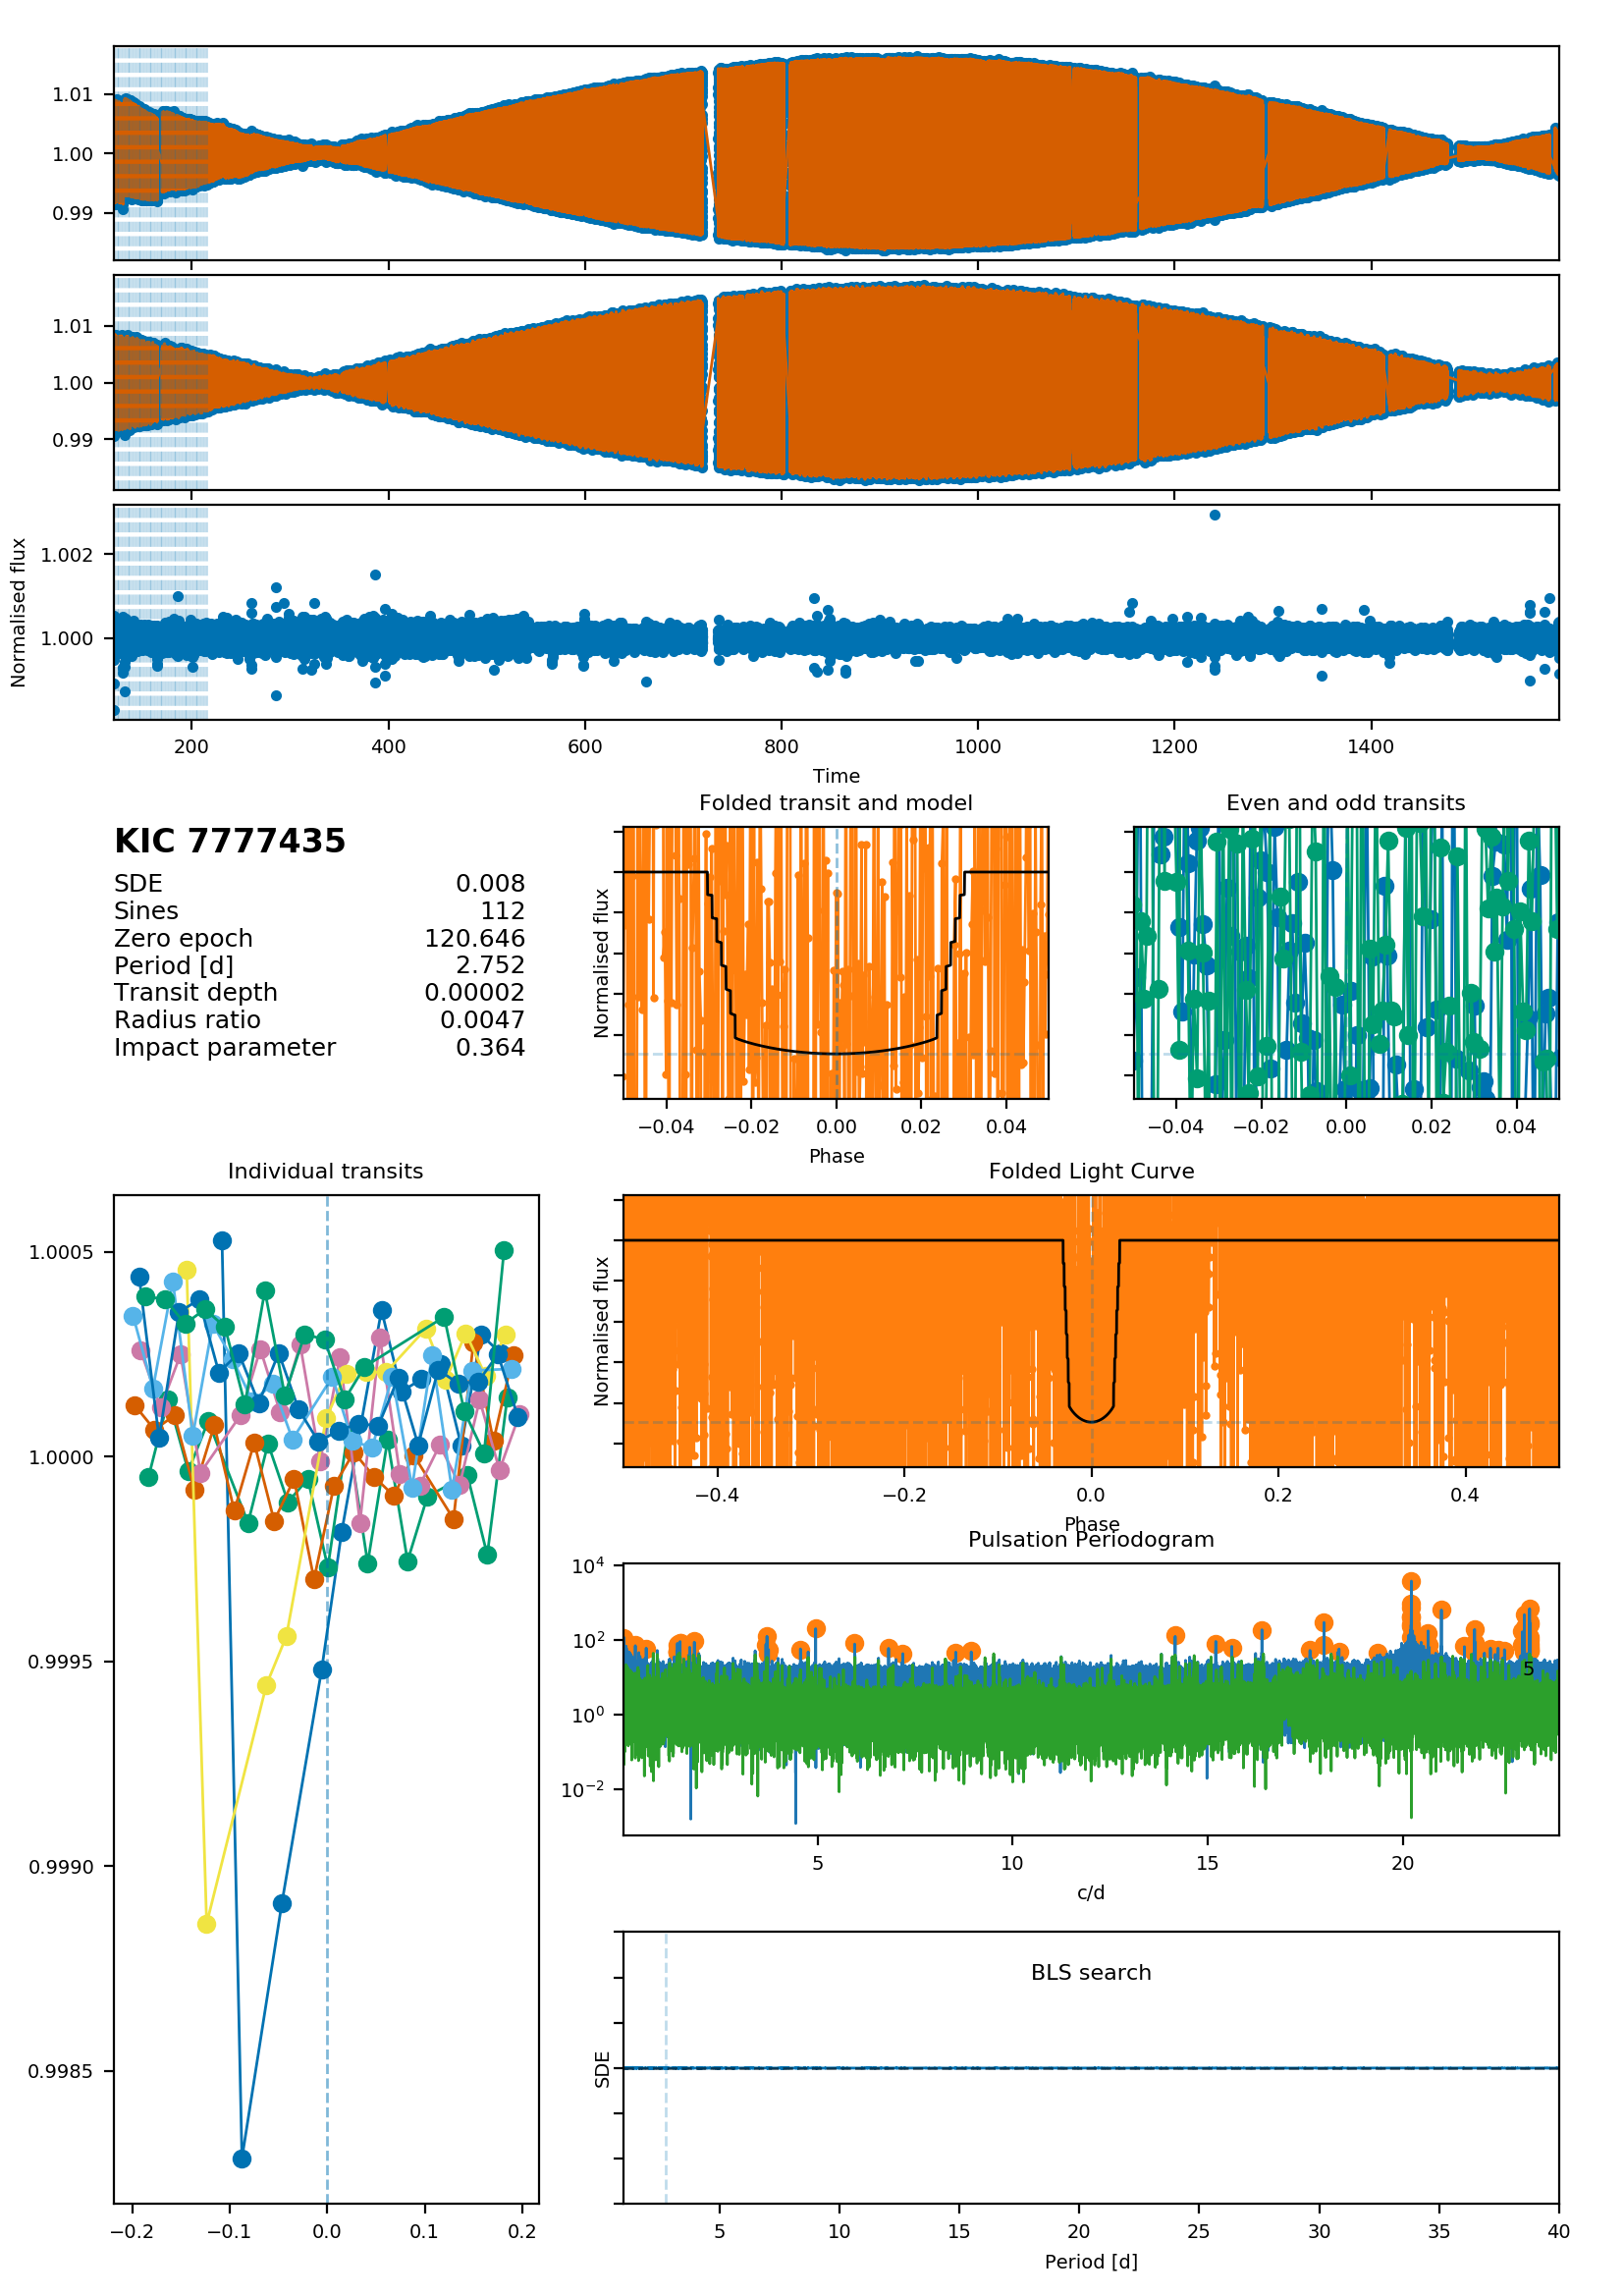 1.01
1.00
0.99
1.01
1.00
0.99
Normalised flux
1.002
1.000
200 400 600 800 1000 1200 1400
Time
KIC 7777435
SDE 0.008
Sines 112
Zero epoch 120.646
Period [d] 2.752
Transit depth 0.00002
Radius ratio 0.0047
Impact parameter 0.364
Folded transit and model
Normalised flux
−0.04 −0.02 0.00 0.02 0.04
Phase
Even and odd transits
−0.04 −0.02 0.00 0.02 0.04
Individual transits
1.0005
1.0000
0.9995
0.9990
0.9985
−0.2 −0.1 0.0 0.1 0.2
Folded Light Curve
Normalised flux
−0.4 −0.2 0.0 0.2 0.4
Phase
Pulsation Periodogram
10⁴
10²
10⁰
10⁻²
5
5 10 15 20
c/d
BLS search
SDE
5 10 15 20 25 30 35 40
Period [d]